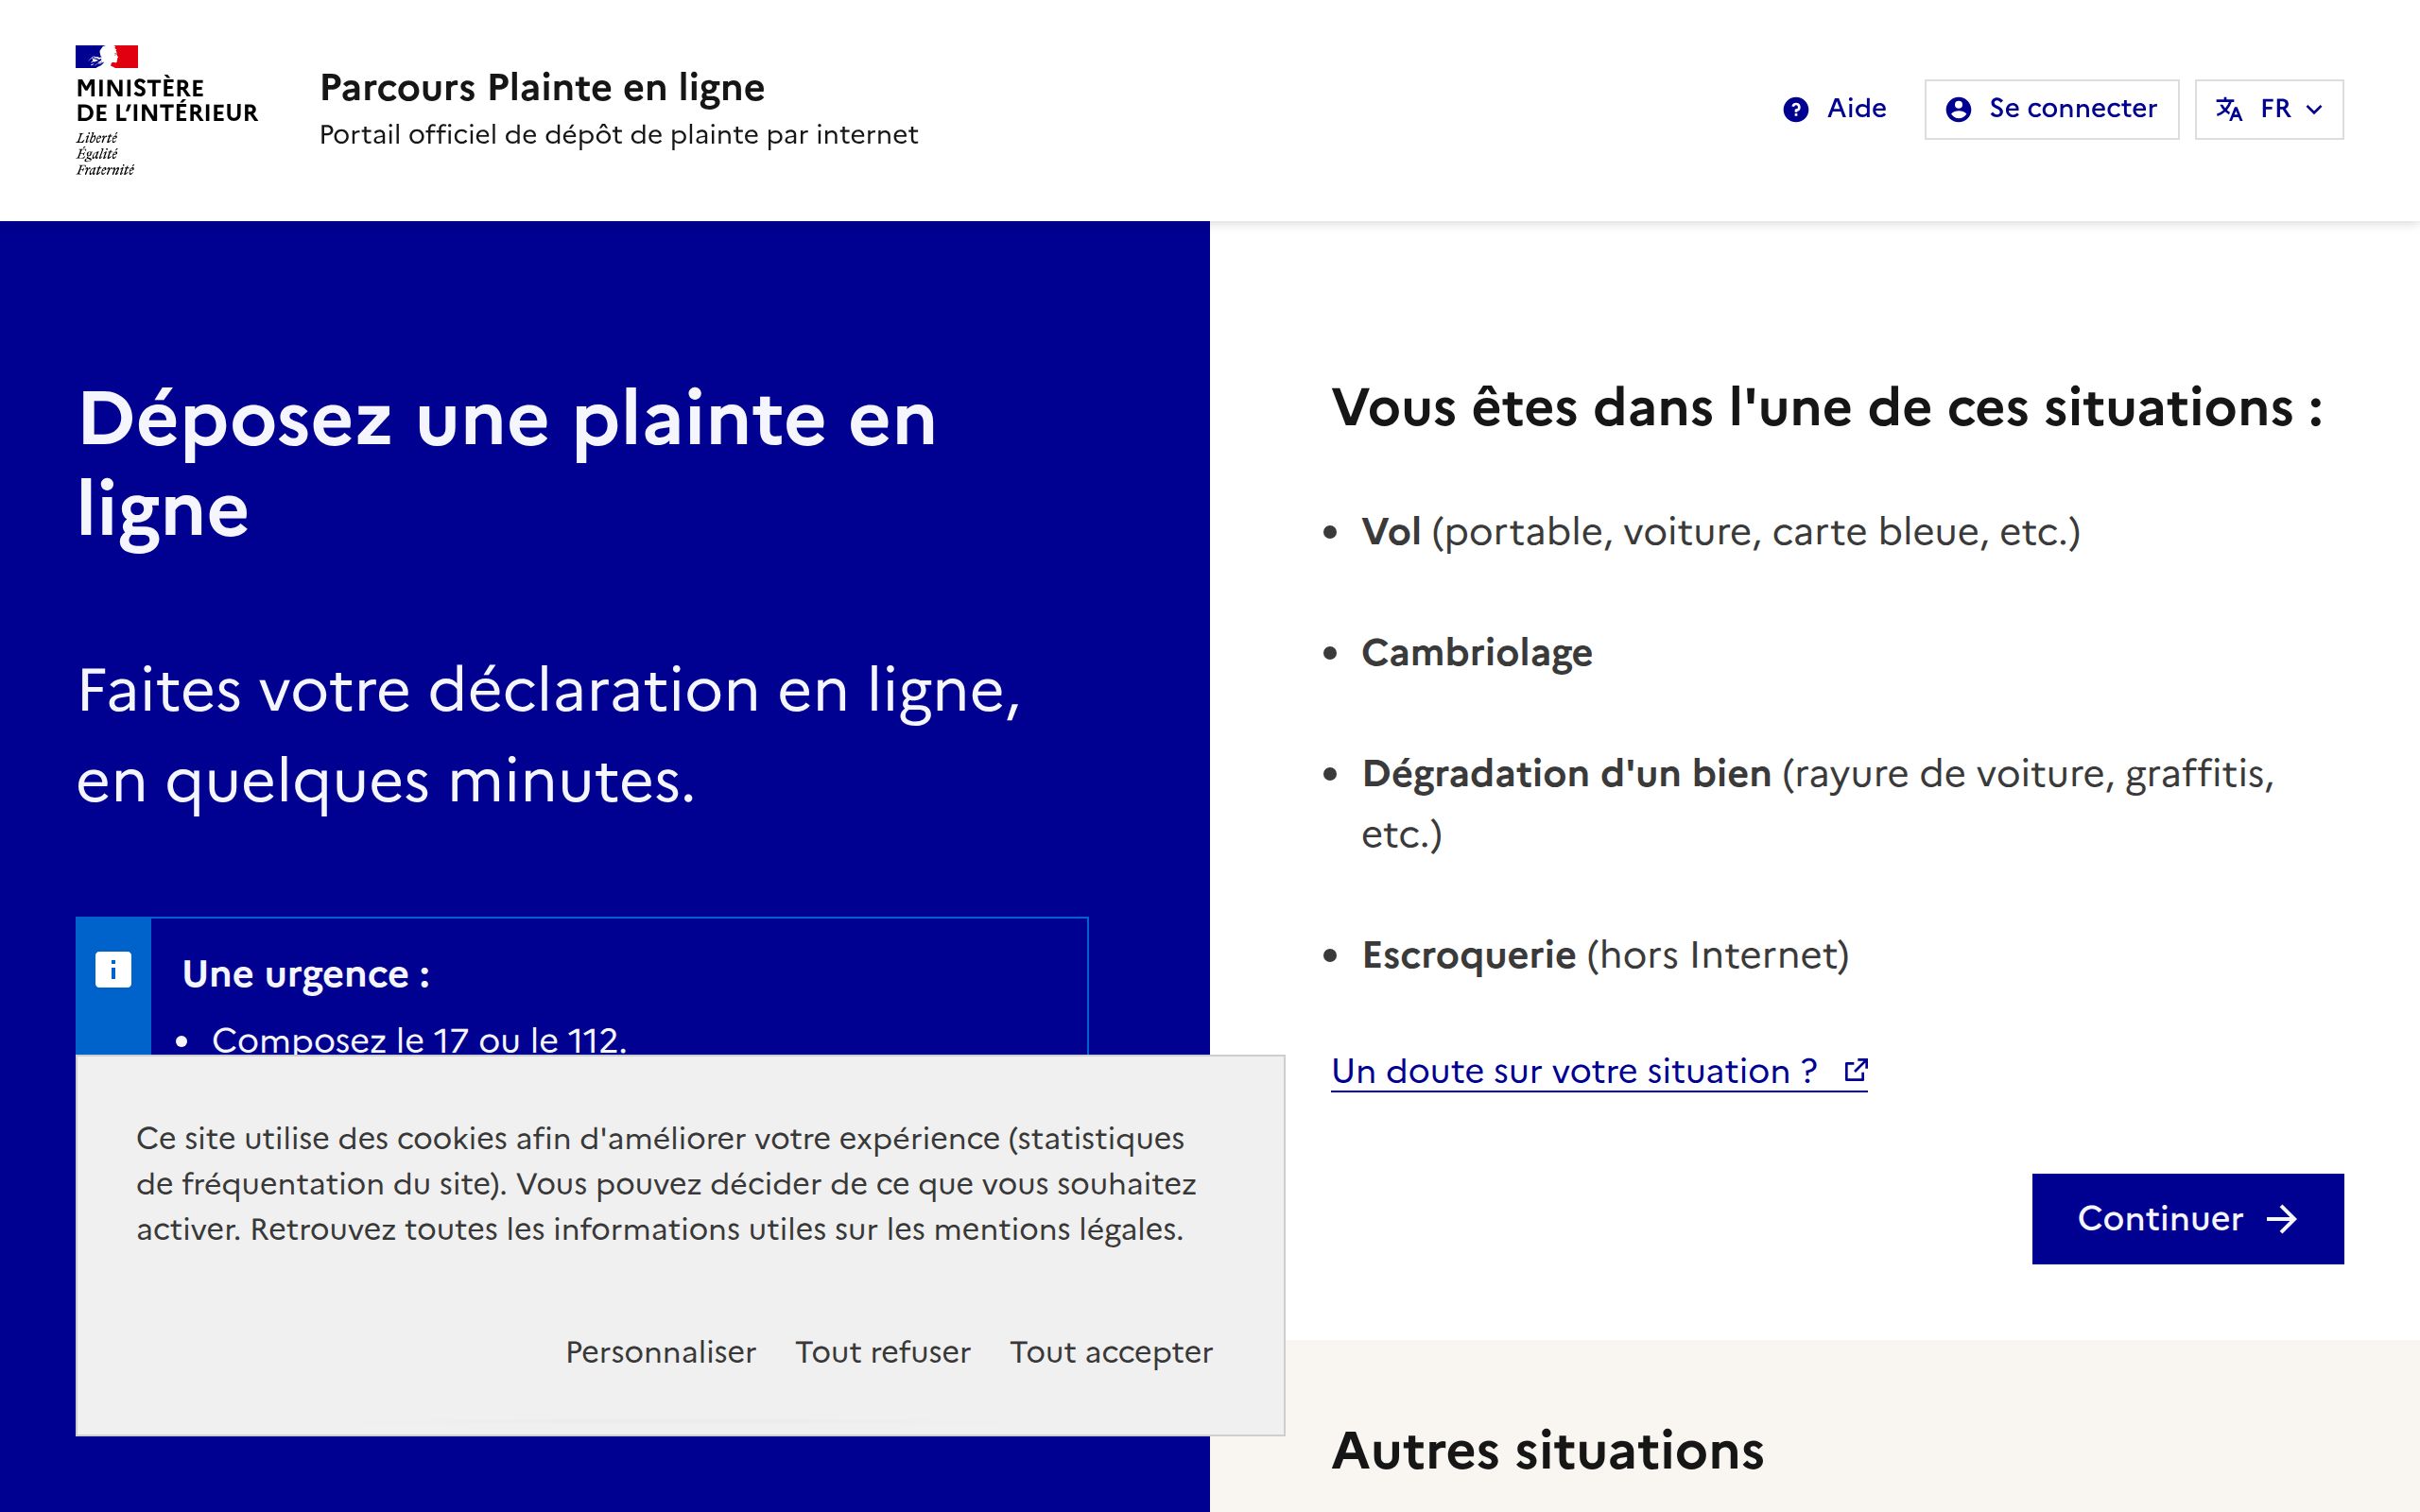 MINISTÈRE
DE L'INTÉRIEUR
Liberté
Égalité
Fraternité
Parcours Plainte en ligne
Portail officiel de dépôt de plainte par internet
Aide
Se connecter
FR
Déposez une plainte en
ligne
Faites votre déclaration en ligne,
en quelques minutes.
Une urgence :
• Composez le 17 ou le 112.
Vous êtes dans l'une de ces situations :
• Vol (portable, voiture, carte bleue, etc.)
• Cambriolage
• Dégradation d'un bien (rayure de voiture, graffitis,
etc.)
• Escroquerie (hors Internet)
Un doute sur votre situation ?
Continuer
Ce site utilise des cookies afin d'améliorer votre expérience (statistiques
de fréquentation du site). Vous pouvez décider de ce que vous souhaitez
activer. Retrouvez toutes les informations utiles sur les mentions légales.
Personnaliser Tout refuser Tout accepter
Autres situations